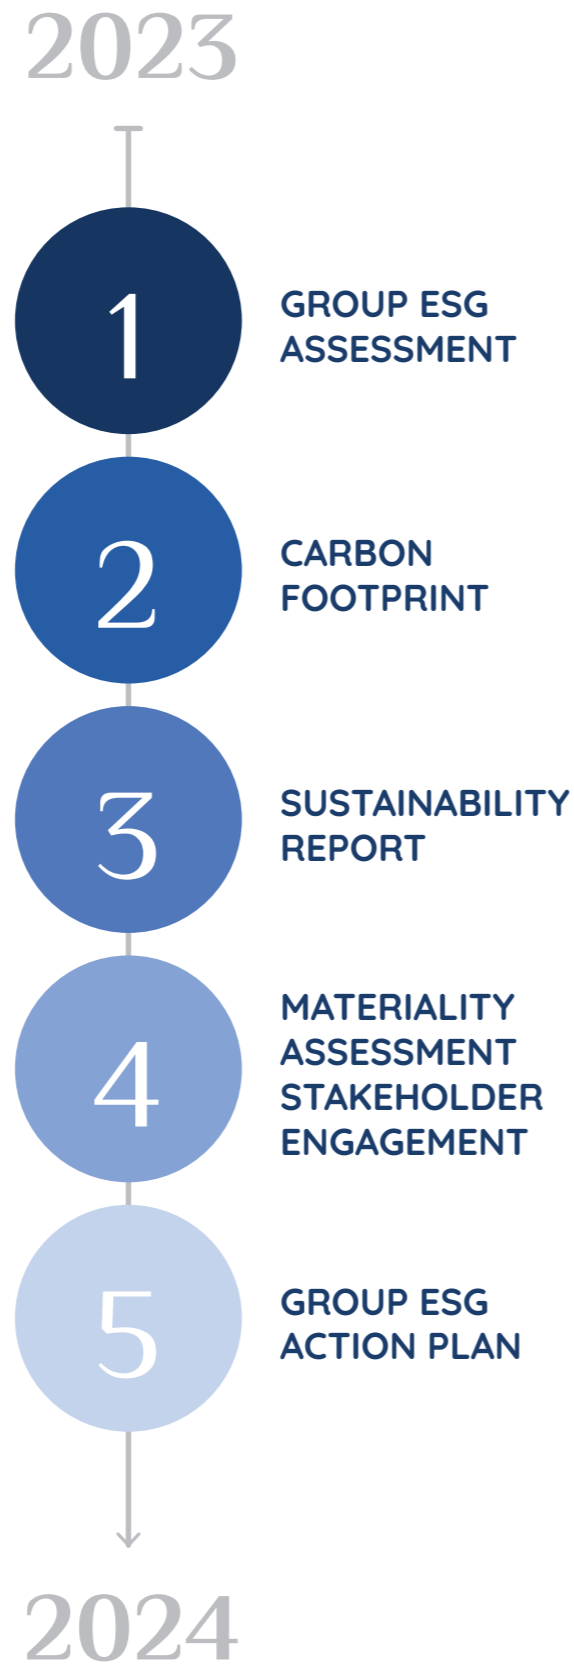 2023
1
GROUP ESG
ASSESSMENT
2
CARBON
FOOTPRINT
3
SUSTAINABILITY
REPORT
4
MATERIALITY
ASSESSMENT
STAKEHOLDER
ENGAGEMENT
5
GROUP ESG
ACTION PLAN
2024